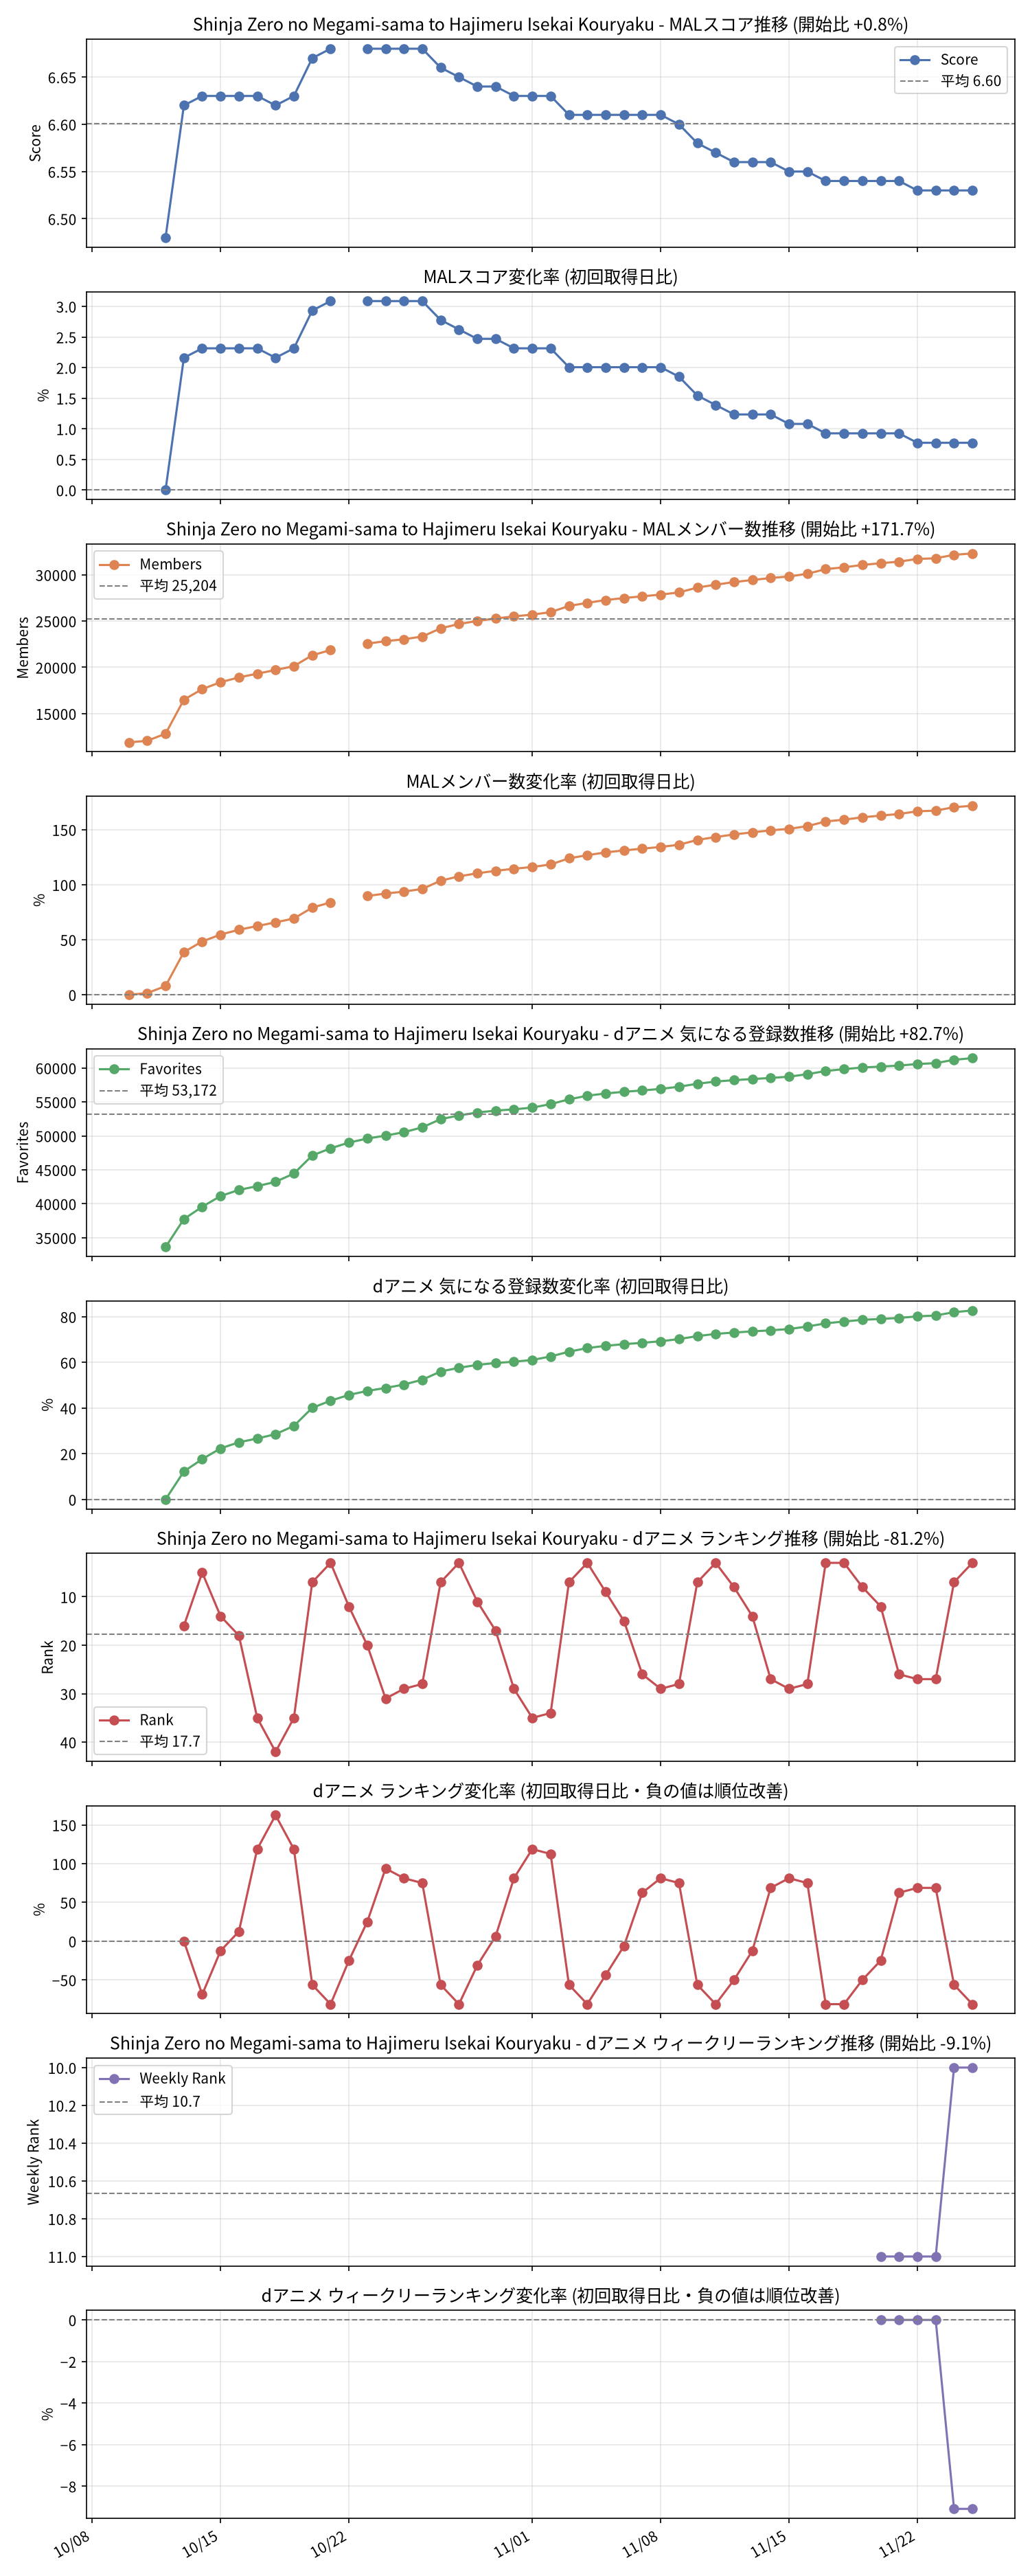 Shinja Zero no Megami-sama to Hajimeru Isekai Kouryaku - MALスコア推移 (開始比 +0.8%)
Score
平均 6.60
6.65
6.60
6.55
6.50
Score
MALスコア変化率 (初回取得日比)
3.0
2.5
2.0
1.5
1.0
0.5
0.0
%
Shinja Zero no Megami-sama to Hajimeru Isekai Kouryaku - MALメンバー数推移 (開始比 +171.7%)
Members
平均 25,204
30000
25000
20000
15000
Members
MALメンバー数変化率 (初回取得日比)
150
100
50
0
%
Shinja Zero no Megami-sama to Hajimeru Isekai Kouryaku - dアニメ 気になる登録数推移 (開始比 +82.7%)
Favorites
平均 53,172
60000
55000
50000
45000
40000
35000
Favorites
dアニメ 気になる登録数変化率 (初回取得日比)
80
60
40
20
0
%
Shinja Zero no Megami-sama to Hajimeru Isekai Kouryaku - dアニメ ランキング推移 (開始比 -81.2%)
10
20
30
40
Rank
Rank
平均 17.7
dアニメ ランキング変化率 (初回取得日比・負の値は順位改善)
150
100
50
0
−50
%
Shinja Zero no Megami-sama to Hajimeru Isekai Kouryaku - dアニメ ウィークリーランキング推移 (開始比 -9.1%)
Weekly Rank
平均 10.7
10.0
10.2
10.4
10.6
10.8
11.0
Weekly Rank
dアニメ ウィークリーランキング変化率 (初回取得日比・負の値は順位改善)
0
−2
−4
−6
−8
%
10/08
10/15
10/22
11/01
11/08
11/15
11/22